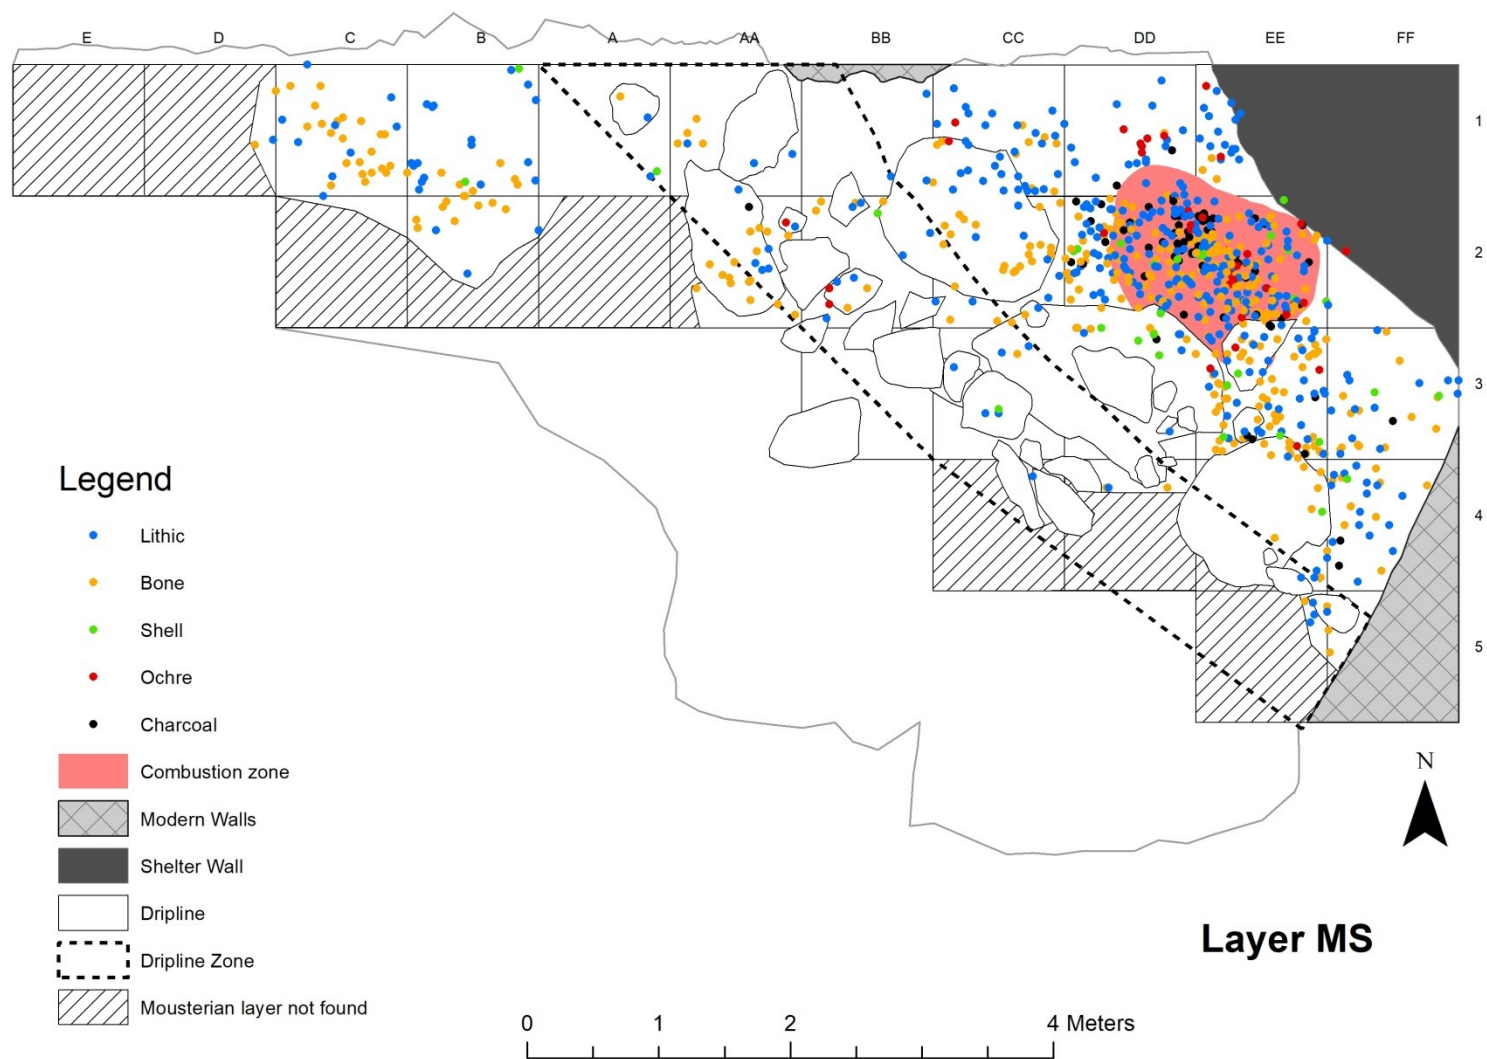 E D C B A AA BB CC DD EE FF
1
2
3
4
5
Legend
Lithic
Bone
Shell
Ochre
Charcoal
Combustion zone
Modern Walls
Shelter Wall
Dripline
Dripline Zone
Mousterian layer not found
N
Layer MS
0 1 2 4 Meters